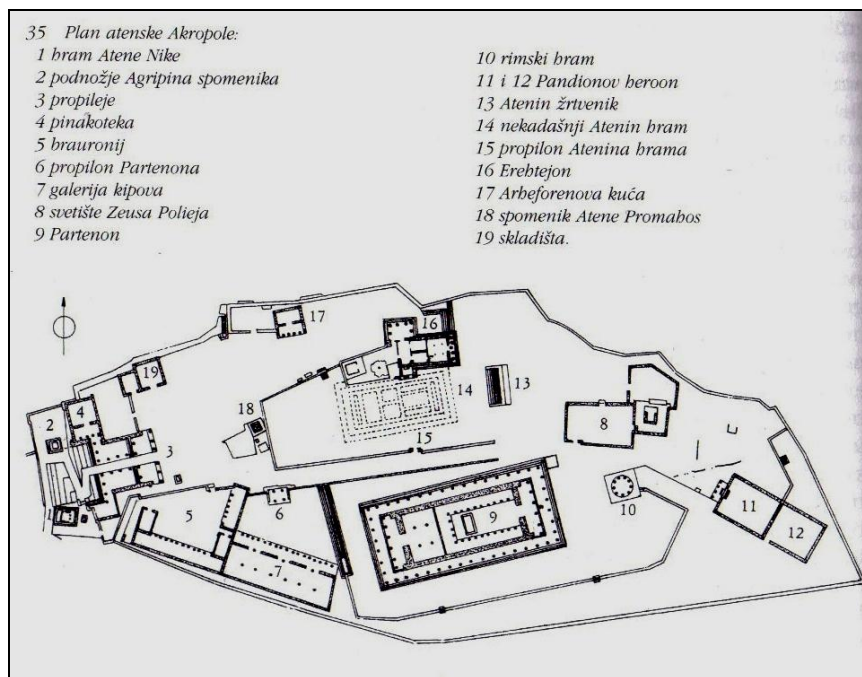 35 Plan atenske Akropole:
1 hram Atene Nike
2 podnožje Agripina spomenika
3 propileje
4 pinakoteka
5 brauronij
6 propilon Partenona
7 galerija kipova
8 svetište Zeusa Polieja
9 Partenon
10 rimski hram
11 i 12 Pandionov heroon
13 Atenin žrtvenik
14 nekadašnji Atenin hram
15 propilon Atenina hrama
16 Erehtejon
17 Arheforenova kuća
18 spomenik Atene Promahos
19 skladišta.
17
16
19
14
13
2
4
18
8
3
15
1
5
6
9
10
11
12
7